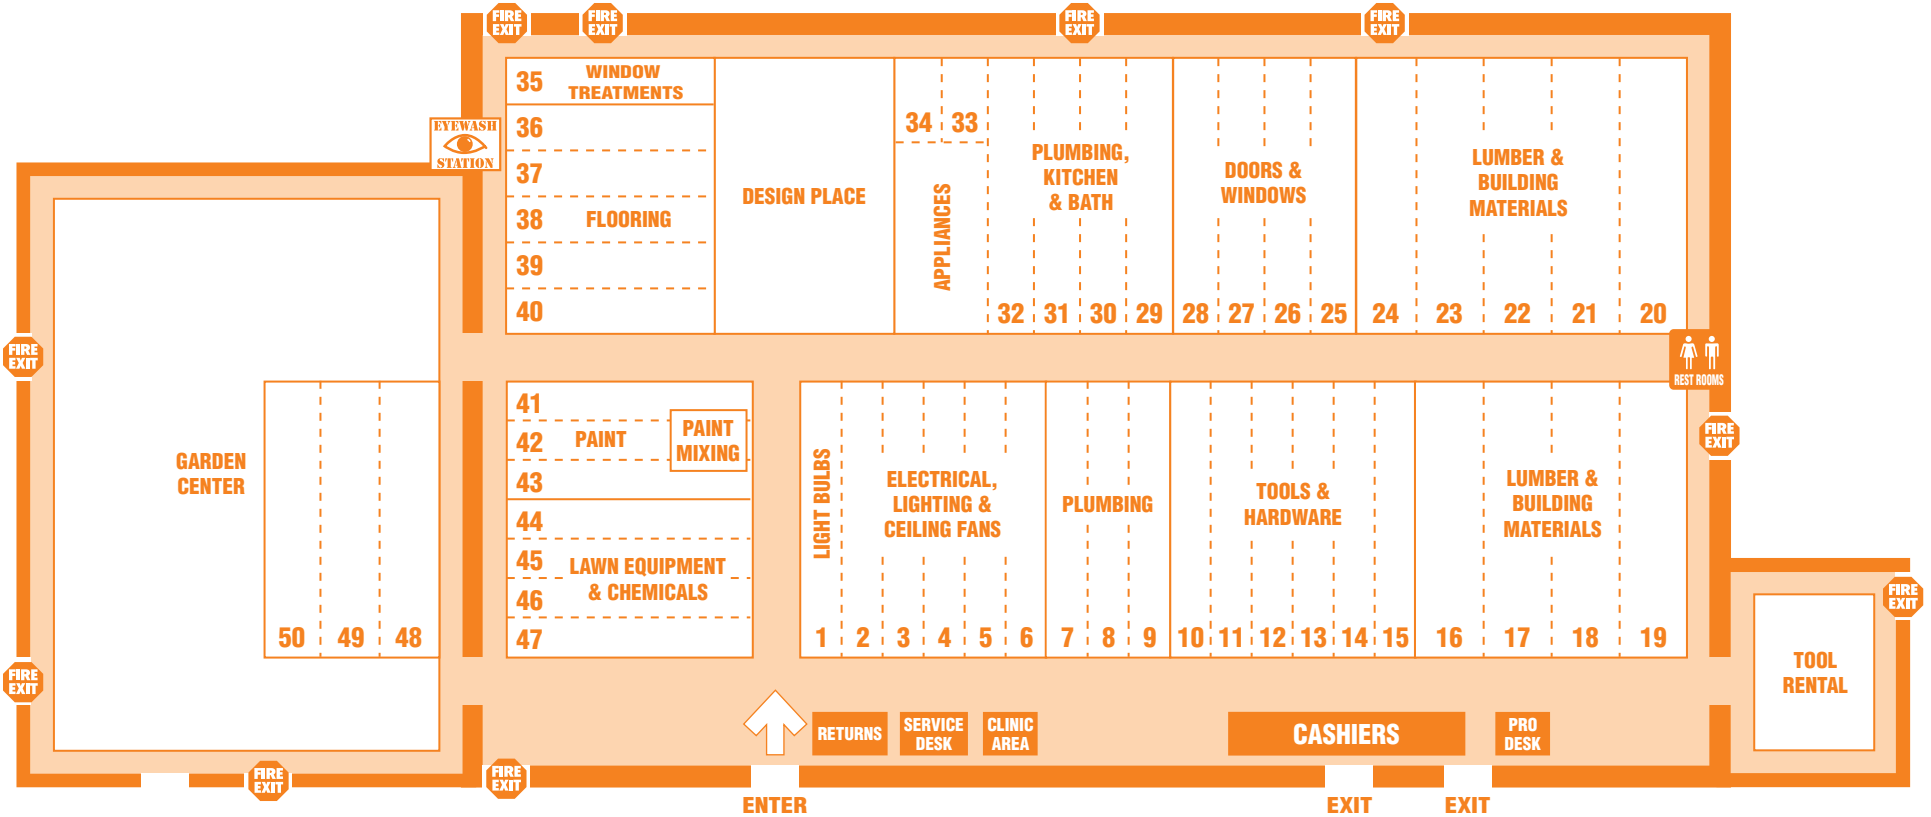 FIRE
EXIT
FIRE
EXIT
FIRE
EXIT
FIRE
EXIT
35
WINDOW
TREATMENTS
EYEWASH
STATION
36
37
38
FLOORING
39
40
DESIGN PLACE
34
33
APPLIANCES
PLUMBING,
KITCHEN
& BATH
32
31
30
29
DOORS &
WINDOWS
28
27
26
25
LUMBER &
BUILDING
MATERIALS
24
23
22
21
20
REST ROOMS
FIRE
EXIT
FIRE
EXIT
GARDEN
CENTER
50
49
48
41
42
PAINT
PAINT
MIXING
43
44
45
LAWN EQUIPMENT
& CHEMICALS
46
47
LIGHT BULBS
ELECTRICAL,
LIGHTING &
CEILING FANS
1
2
3
4
5
6
PLUMBING
7
8
9
TOOLS &
HARDWARE
10
11
12
13
14
15
LUMBER &
BUILDING
MATERIALS
16
17
18
19
FIRE
EXIT
TOOL
RENTAL
FIRE
EXIT
FIRE
EXIT
FIRE
EXIT
RETURNS
SERVICE
DESK
CLINIC
AREA
CASHIERS
PRO
DESK
ENTER
EXIT
EXIT